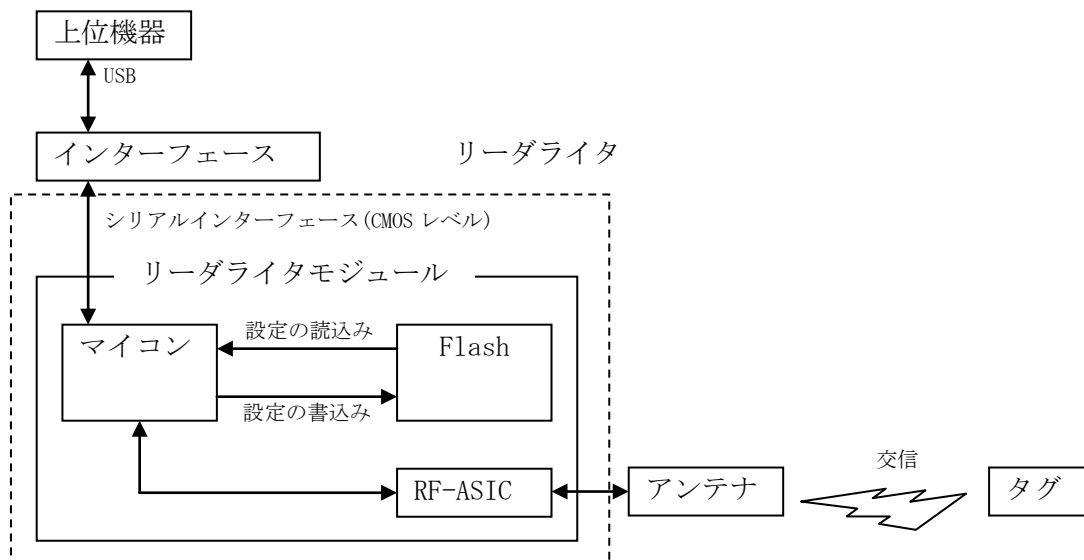 上位機器
USB
インターフェース
リーダライタ
シリアルインターフェース(CMOS レベル)
リーダライタモジュール
マイコン
設定の読込み
Flash
設定の書込み
RF-ASIC
アンテナ
交信
タグ